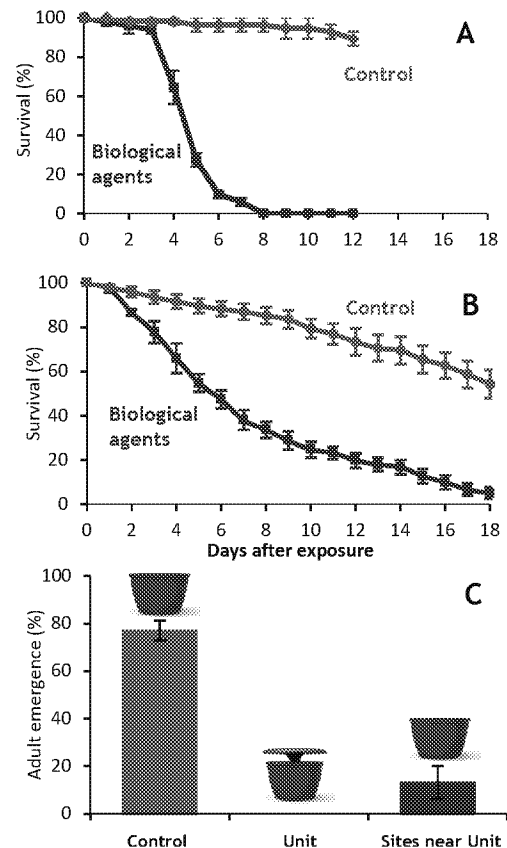 100
80
60
40
20
0
Survival (%)
A
Control
Biological
agents
0 2 4 6 8 10 12 14 16 18
100
80
60
40
20
0
Survival (%)
B
Control
Biological
agents
0 2 4 6 8 10 12 14 16 18
Days after exposure
100
80
60
40
20
0
Adult emergence (%)
C
Control Unit Sites near Unit